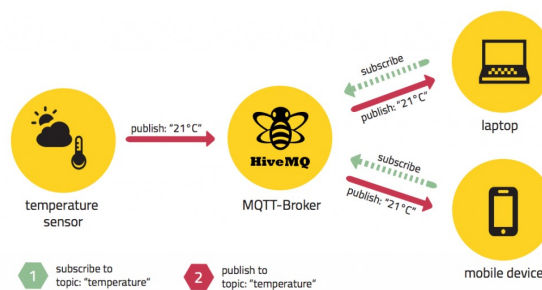 subscribe
publish: "21°C"
laptop
publish: "21°C"
HiveMQ
subscribe
publish: "21°C"
temperature
sensor
MQTT-Broker
mobile device
1
subscribe to
topic: "temperature"
2
publish to
topic: "temperature"